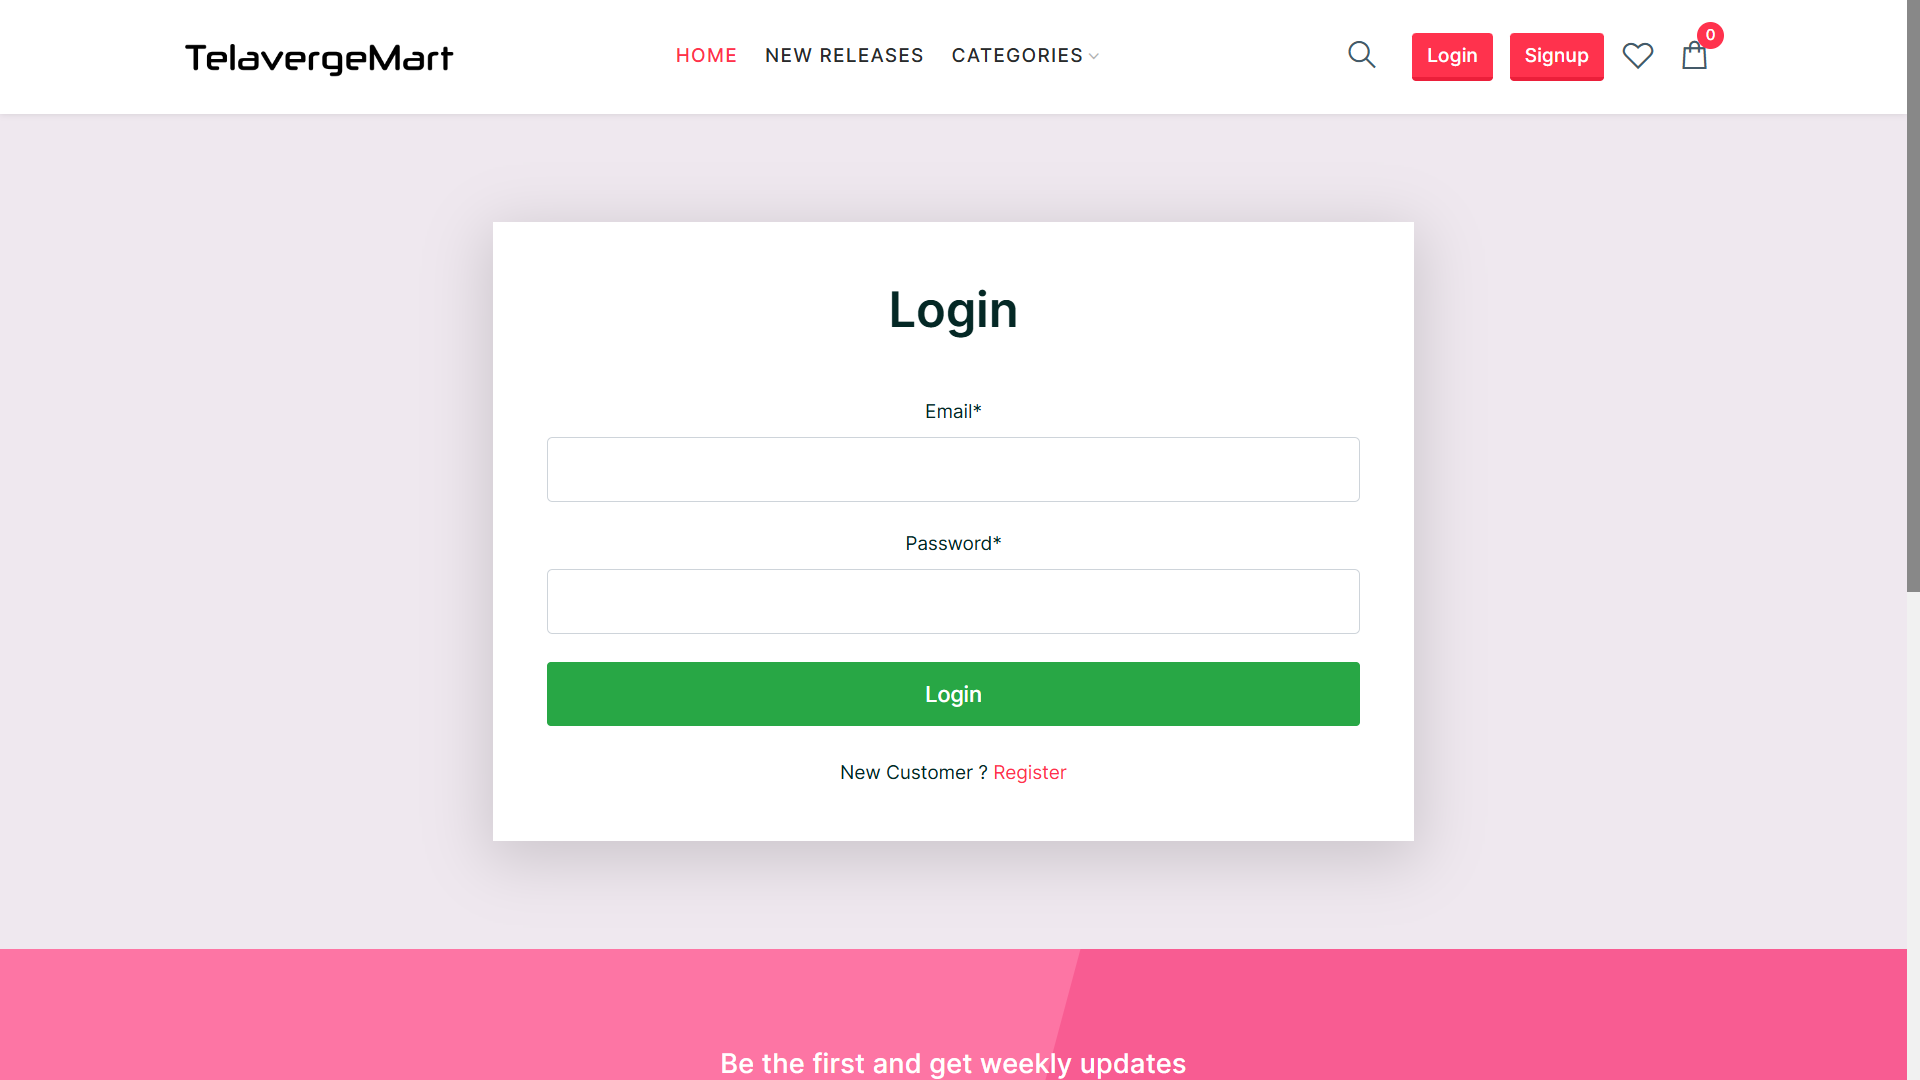 TelavergeMart
HOME NEW RELEASES CATEGORIES
Login Signup 0
Login
Email*
Password*
Login
New Customer ? Register
Be the first and get weekly updates